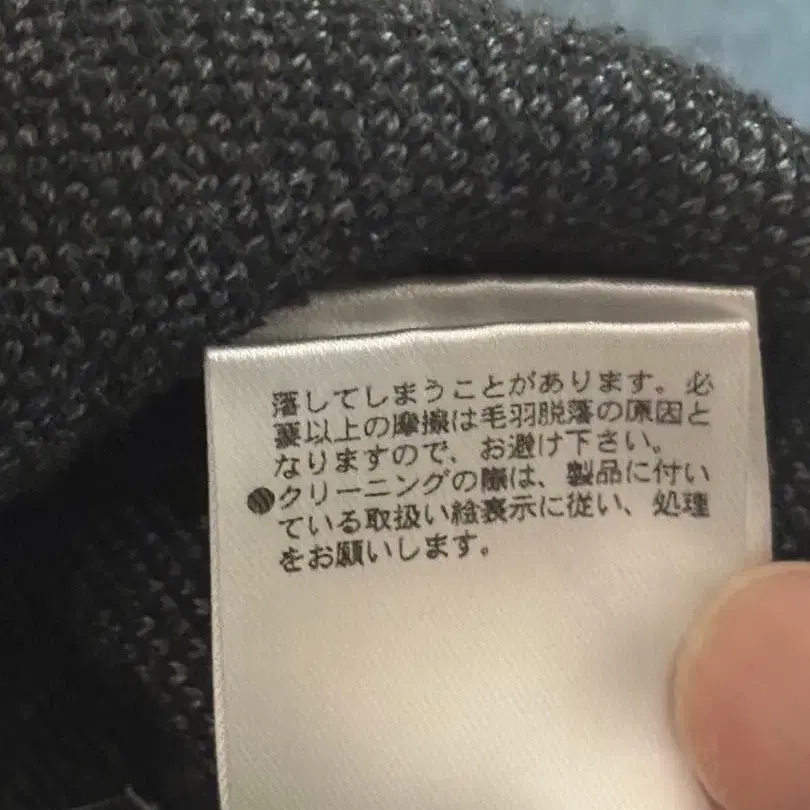 落してしまうことがあります。必
要以上の摩擦は毛羽脱落の原因と
なりますので、お避け下さい。
●クリーニングの際は、製品に付い
ている取扱い絵表示に従い、処理
をお願いします。